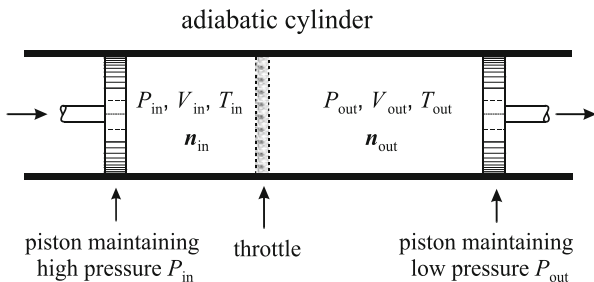 adiabatic cylinder
P_in, V_in, T_in
n_in
P_out, V_out, T_out
n_out
piston maintaining
high pressure P_in
throttle
piston maintaining
low pressure P_out